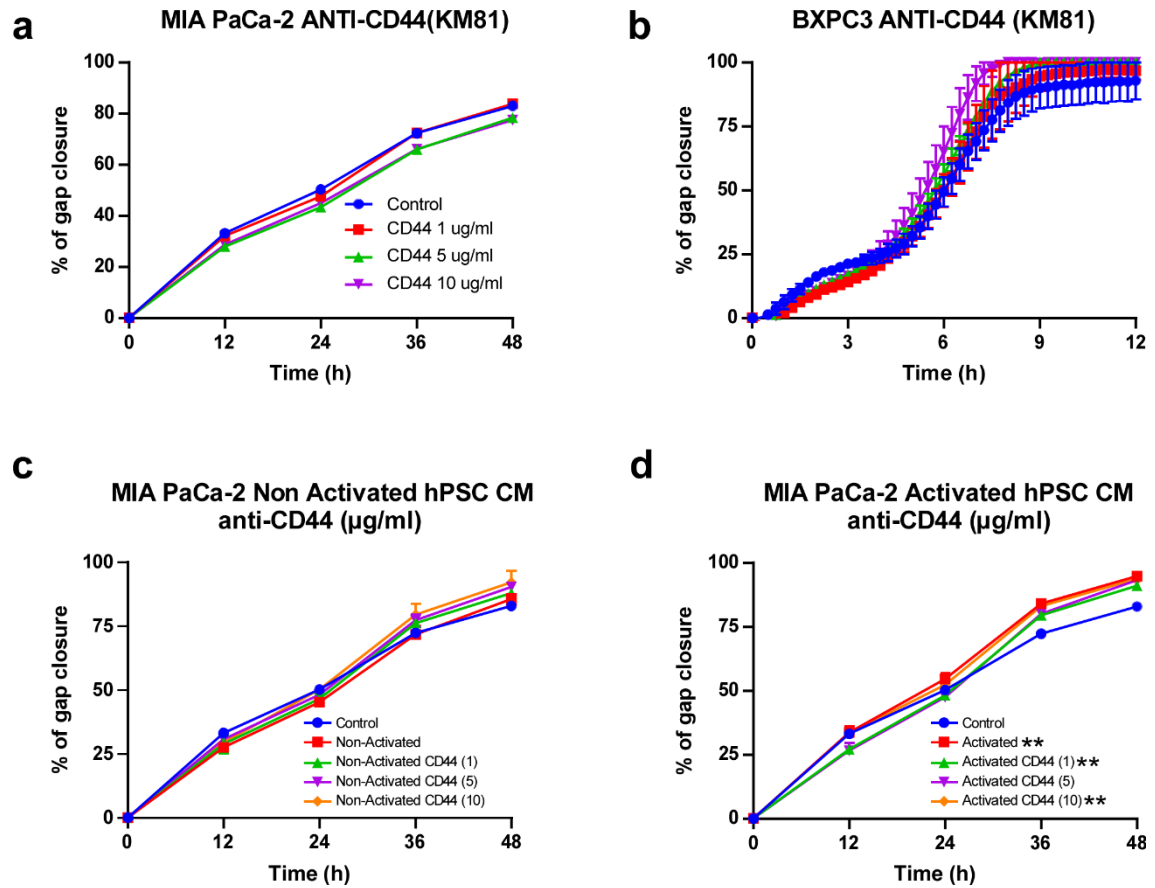 a
MIA PaCa-2 ANTI-CD44(KM81)
% of gap closure
100
80
60
40
20
0
Control
CD44 1 ug/ml
CD44 5 ug/ml
CD44 10 ug/ml
0 12 24 36 48
Time (h)
b
BXPC3 ANTI-CD44 (KM81)
% of gap closure
100
75
50
25
0
0 3 6 9 12
Time (h)
c
MIA PaCa-2 Non Activated hPSC CM
anti-CD44 (µg/ml)
% of gap closure
100
75
50
25
0
Control
Non-Activated
Non-Activated CD44 (1)
Non-Activated CD44 (5)
Non-Activated CD44 (10)
0 12 24 36 48
Time (h)
d
MIA PaCa-2 Activated hPSC CM
anti-CD44 (µg/ml)
% of gap closure
100
75
50
25
0
Control
Activated **
Activated CD44 (1)**
Activated CD44 (5)
Activated CD44 (10)**
0 12 24 36 48
Time (h)